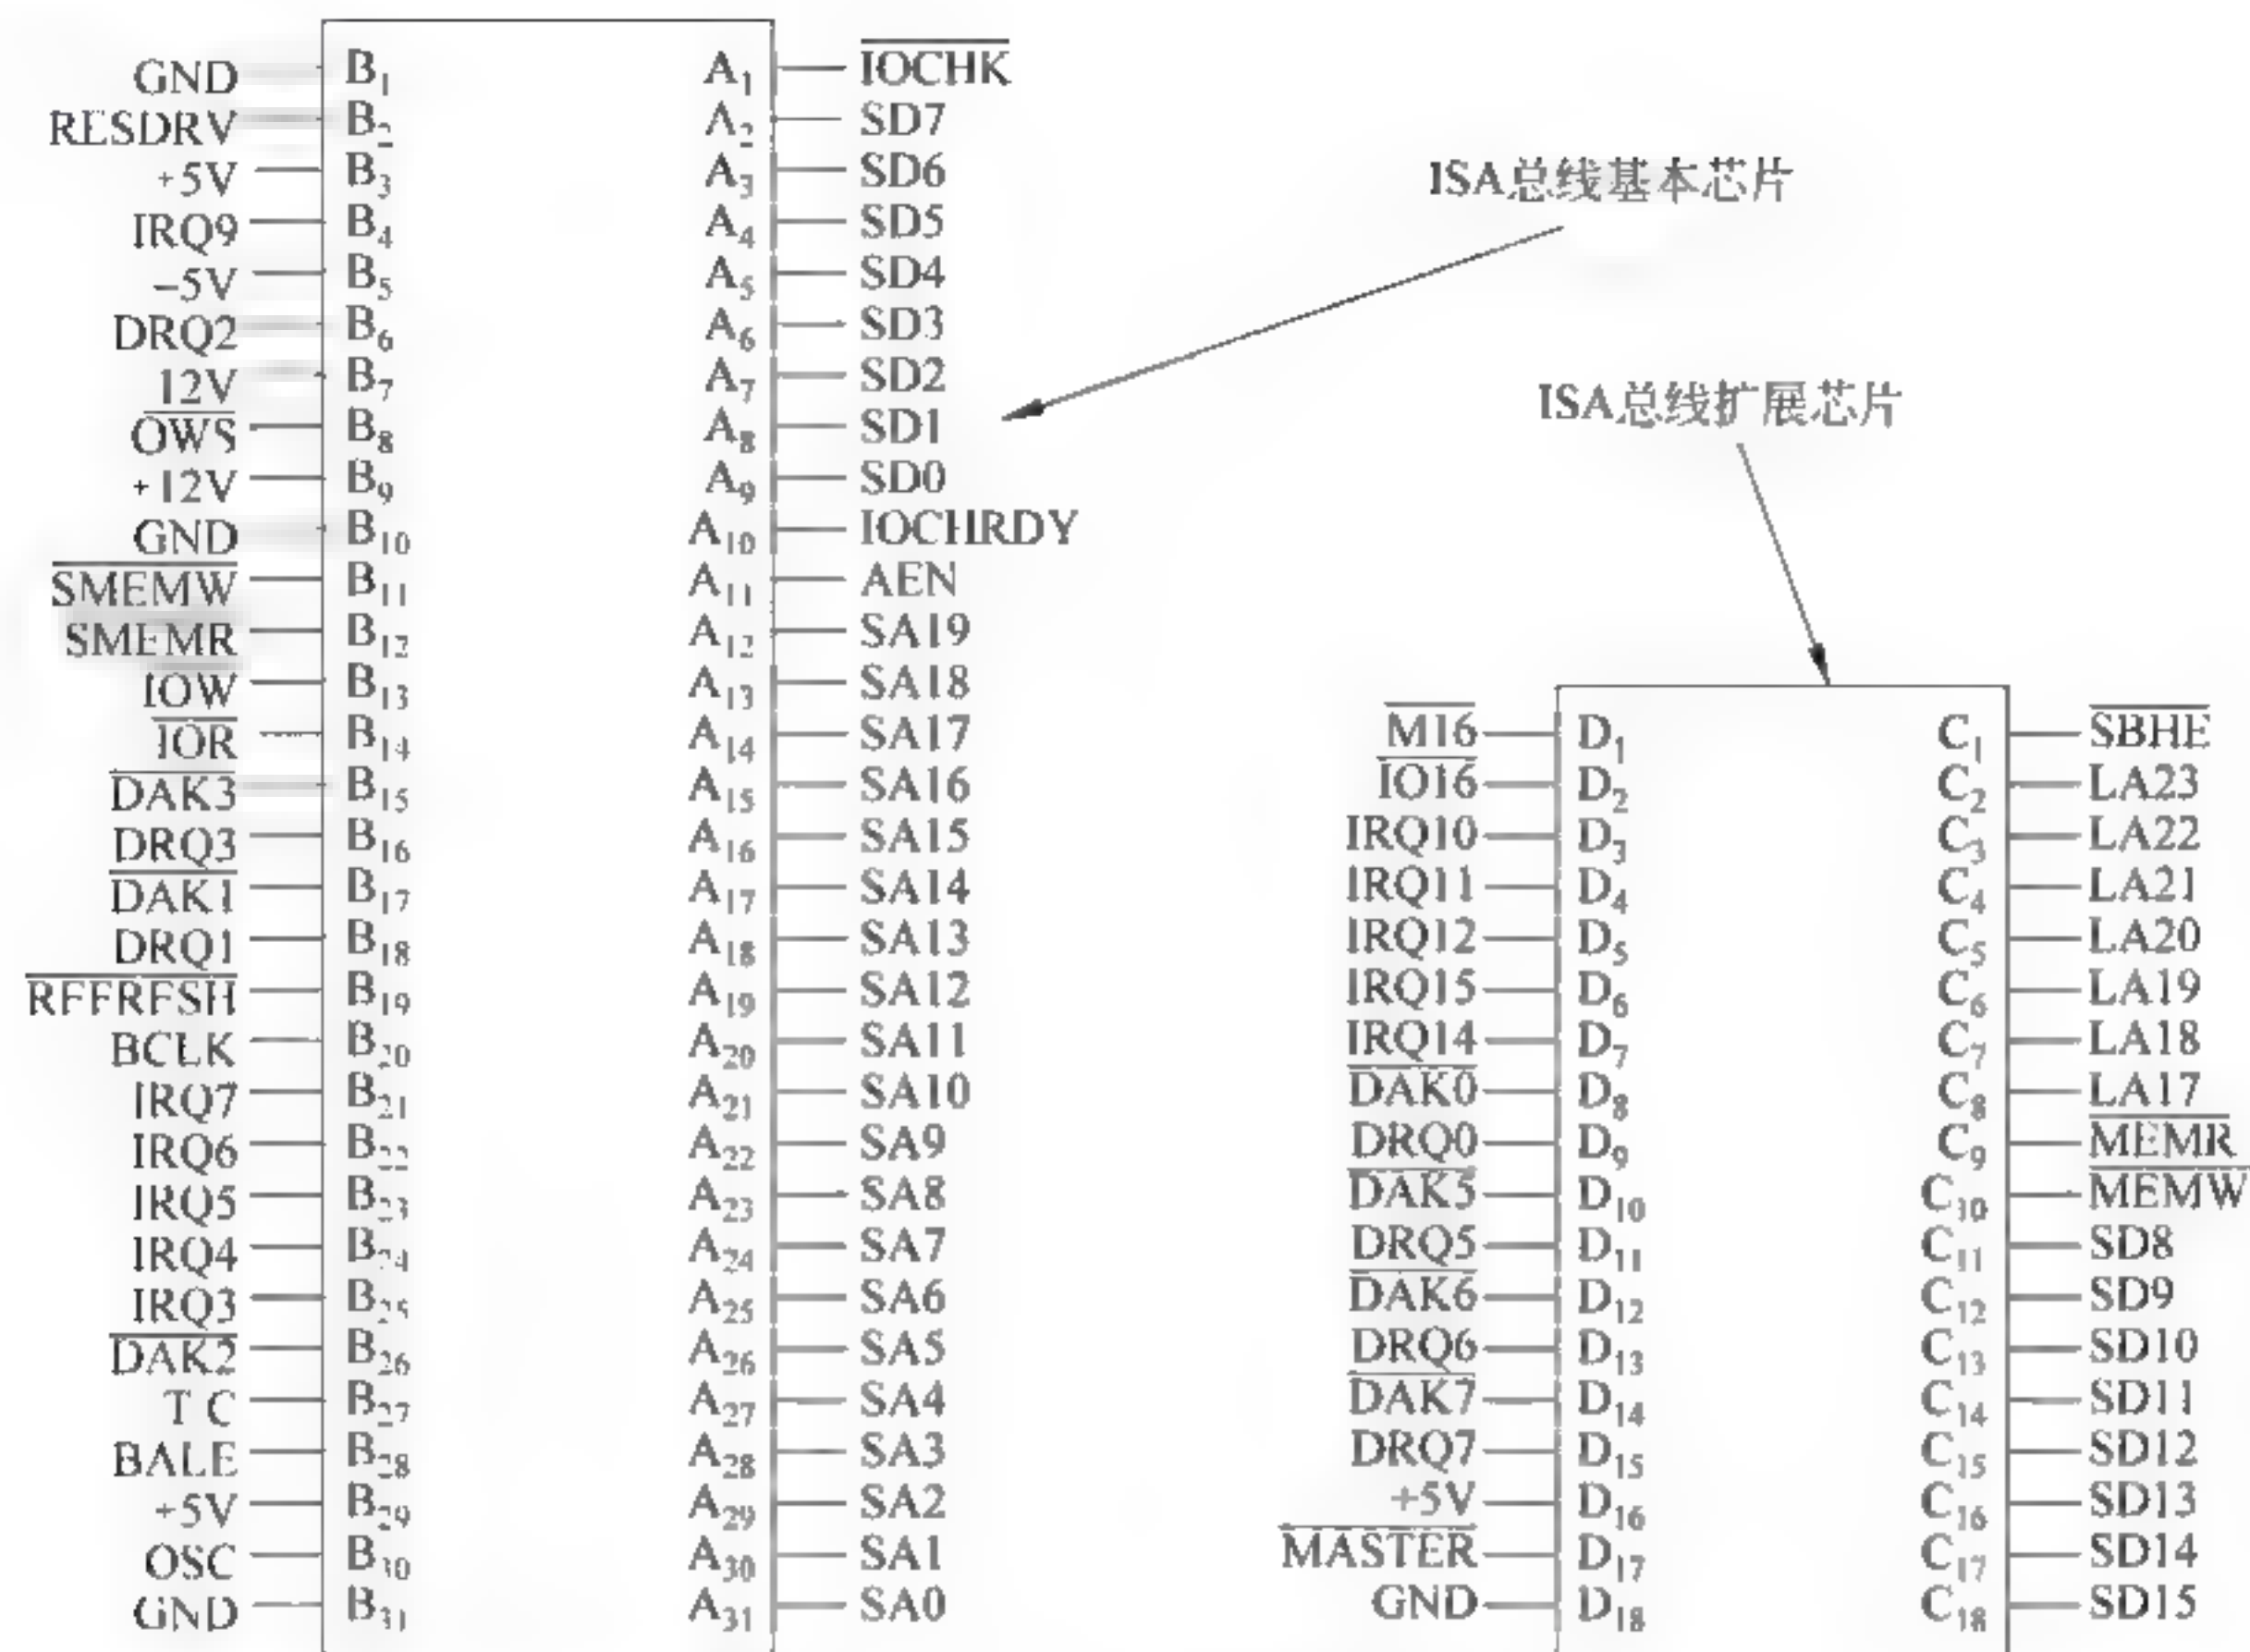 GND B1 A1 IOCHK
RESDRV B2 A2 SD7
+5V B3 A3 SD6
IRQ9 B4 A4 SD5
-5V B5 A5 SD4
DRQ2 B6 A6 SD3
12V B7 A7 SD2
OWS B8 A8 SD1
+12V B9 A9 SD0
GND B10 A10 IOCHRDY
SMEMW B11 A11 AEN
SMEMR B12 A12 SA19
IOW B13 A13 SA18
IOR B14 A14 SA17
DAK3 B15 A15 SA16
DRQ3 B16 A16 SA15
DAK1 B17 A17 SA14
DRQ1 B18 A18 SA13
RFFRFSH B19 A19 SA12
BCLK B20 A20 SA11
IRQ7 B21 A21 SA10
IRQ6 B22 A22 SA9
IRQ5 B23 A23 SA8
IRQ4 B24 A24 SA7
IRQ3 B25 A25 SA6
DAK2 B26 A26 SA5
T C B27 A27 SA4
BALE B28 A28 SA3
+5V B29 A29 SA2
OSC B30 A30 SA1
GND B31 A31 SA0
ISA总线基本芯片
ISA总线扩展芯片
M16 D1 C1 SBHE
IO16 D2 C2 LA23
IRQ10 D3 C3 LA22
IRQ11 D4 C4 LA21
IRQ12 D5 C5 LA20
IRQ15 D6 C6 LA19
IRQ14 D7 C7 LA18
DAK0 D8 C8 LA17
DRQ0 D9 C9 MEMR
DAK5 D10 C10 MEMW
DRQ5 D11 C11 SD8
DAK6 D12 C12 SD9
DRQ6 D13 C13 SD10
DAK7 D14 C14 SD11
DRQ7 D15 C15 SD12
+5V D16 C16 SD13
MASTER D17 C17 SD14
GND D18 C18 SD15